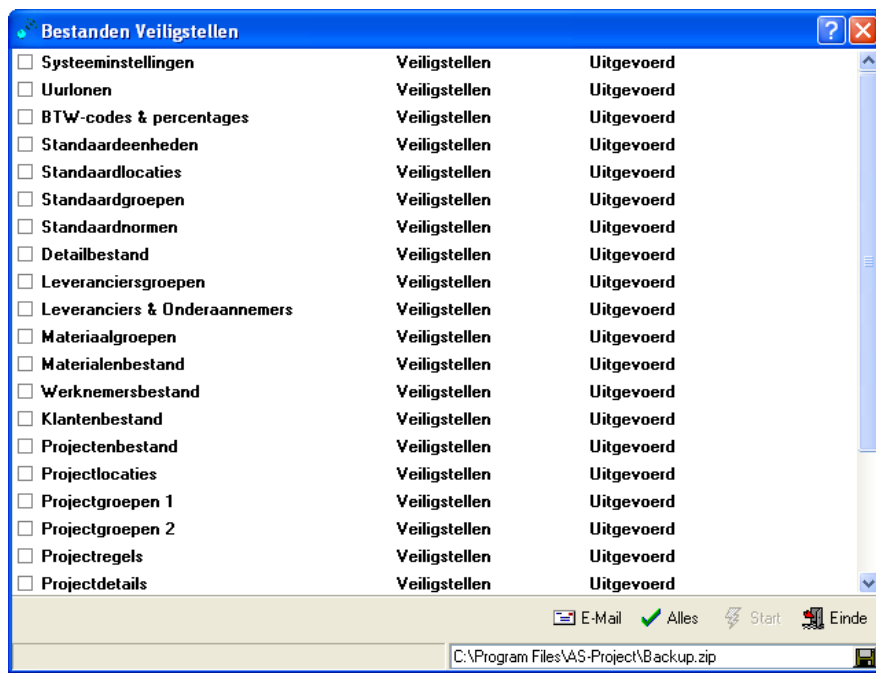 Bestanden Veiligstellen
Systeeminstellingen Veiligstellen Uitgevoerd
Uurlonen Veiligstellen Uitgevoerd
BTW-codes & percentages Veiligstellen Uitgevoerd
Standaardeenheden Veiligstellen Uitgevoerd
Standaardlocaties Veiligstellen Uitgevoerd
Standaardgroepen Veiligstellen Uitgevoerd
Standaardnormen Veiligstellen Uitgevoerd
Detailbestand Veiligstellen Uitgevoerd
Leveranciersgroepen Veiligstellen Uitgevoerd
Leveranciers & Onderaannemers Veiligstellen Uitgevoerd
Materiaalgroepen Veiligstellen Uitgevoerd
Materialenbestand Veiligstellen Uitgevoerd
Werknemersbestand Veiligstellen Uitgevoerd
Klantenbestand Veiligstellen Uitgevoerd
Projectenbestand Veiligstellen Uitgevoerd
Projectlocaties Veiligstellen Uitgevoerd
Projectgroepen 1 Veiligstellen Uitgevoerd
Projectgroepen 2 Veiligstellen Uitgevoerd
Projectregels Veiligstellen Uitgevoerd
Projectdetails Veiligstellen Uitgevoerd
E-Mail Alles Start Einde
C:\Program Files\AS-Project\Backup.zip